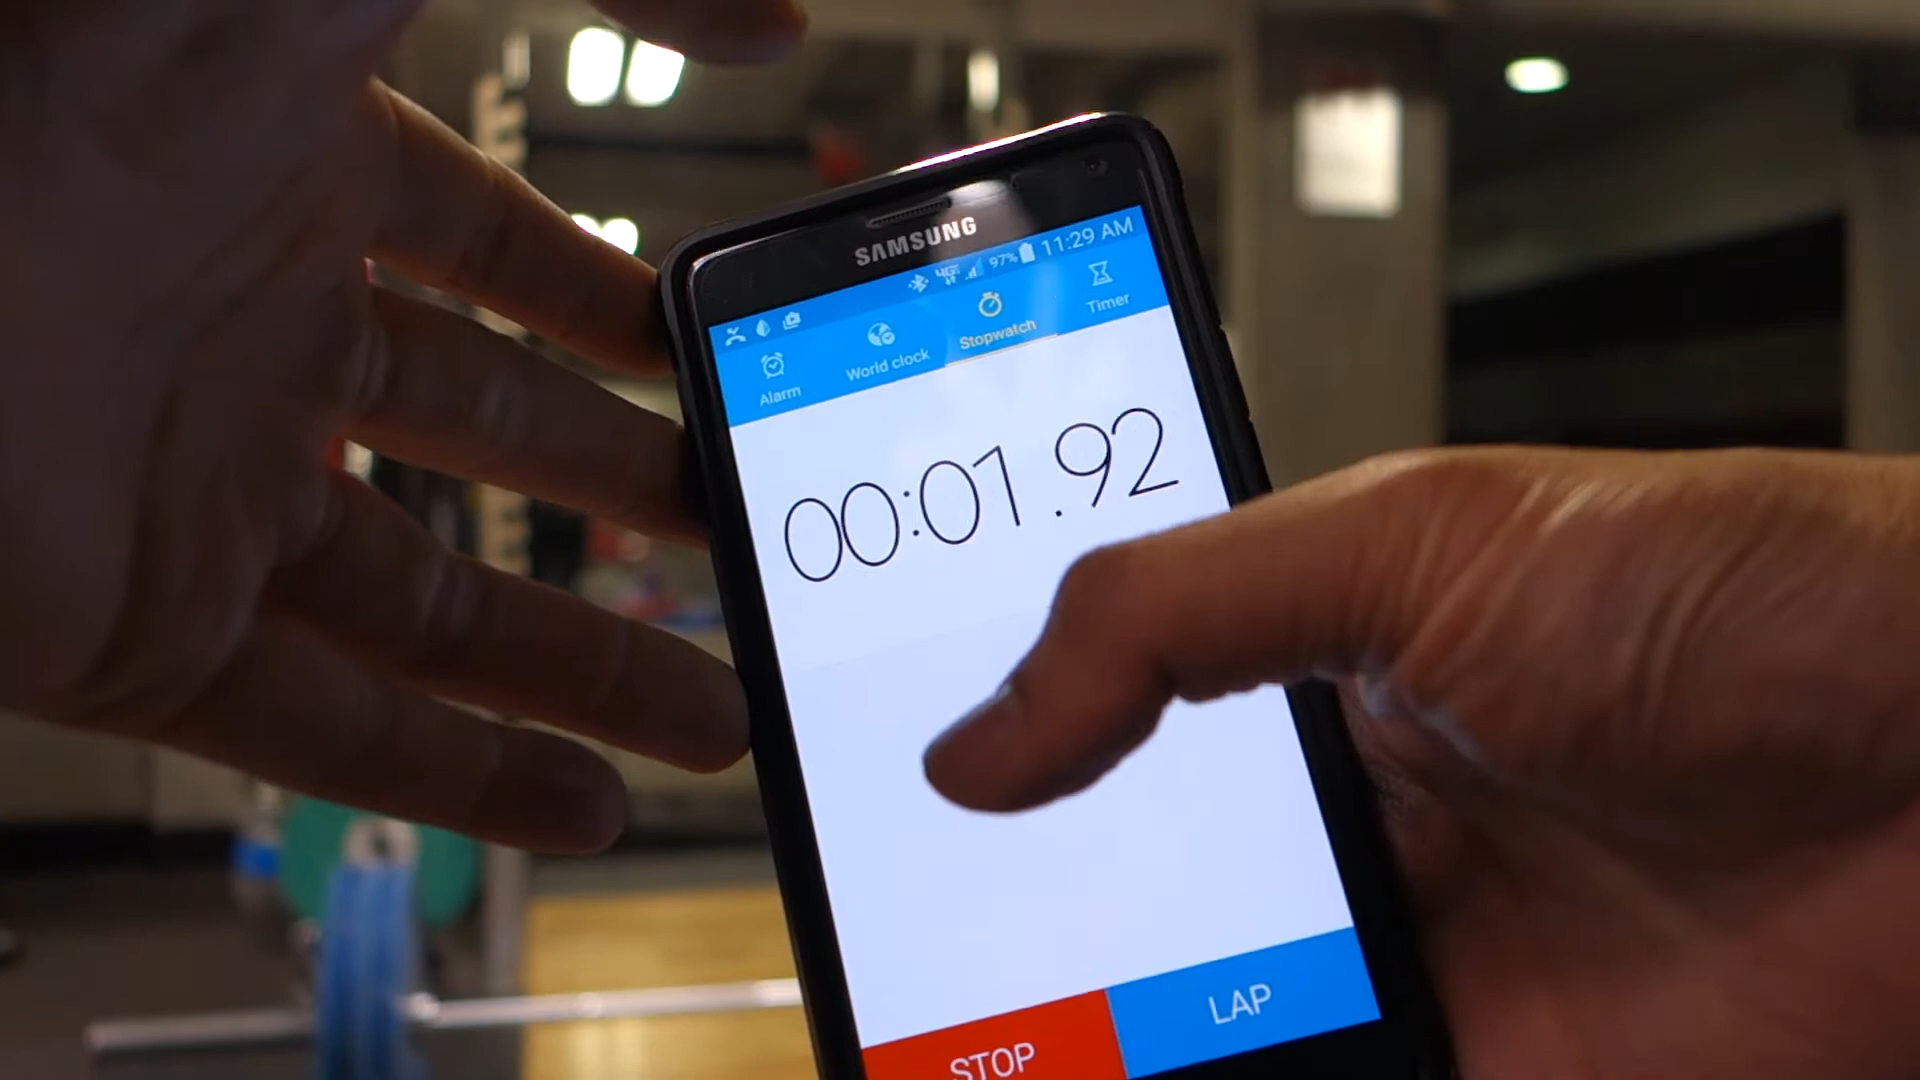 SAMSUNG
97% 11:29 AM
Alarm
World clock
Stopwatch
Timer
00:01.92
STOP
LAP